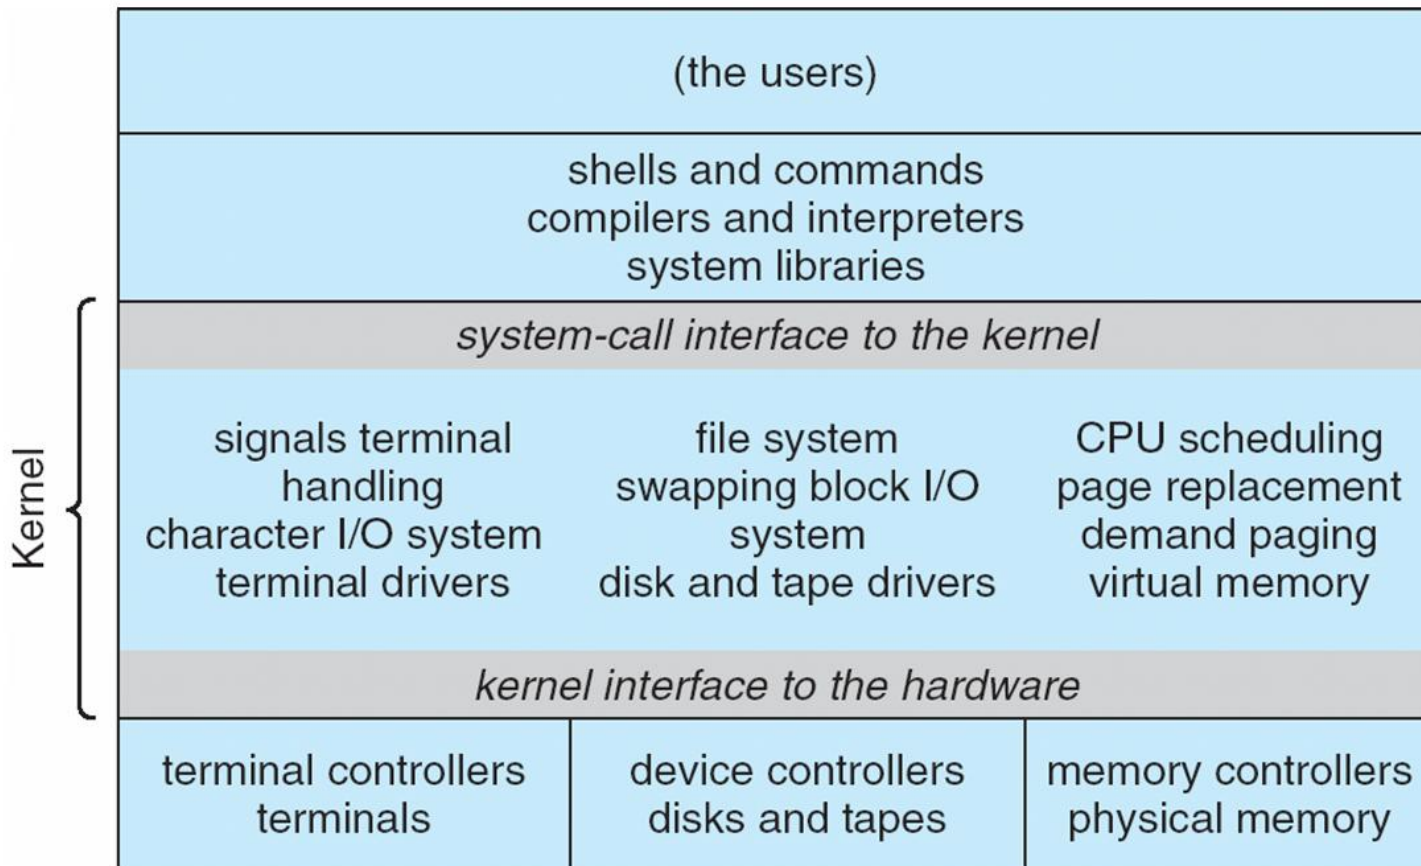 (the users)
shells and commands
compilers and interpreters
system libraries
system-call interface to the kernel
Kernel
signals terminal
handling
character I/O system
terminal drivers
file system
swapping block I/O
system
disk and tape drivers
CPU scheduling
page replacement
demand paging
virtual memory
kernel interface to the hardware
terminal controllers
terminals
device controllers
disks and tapes
memory controllers
physical memory